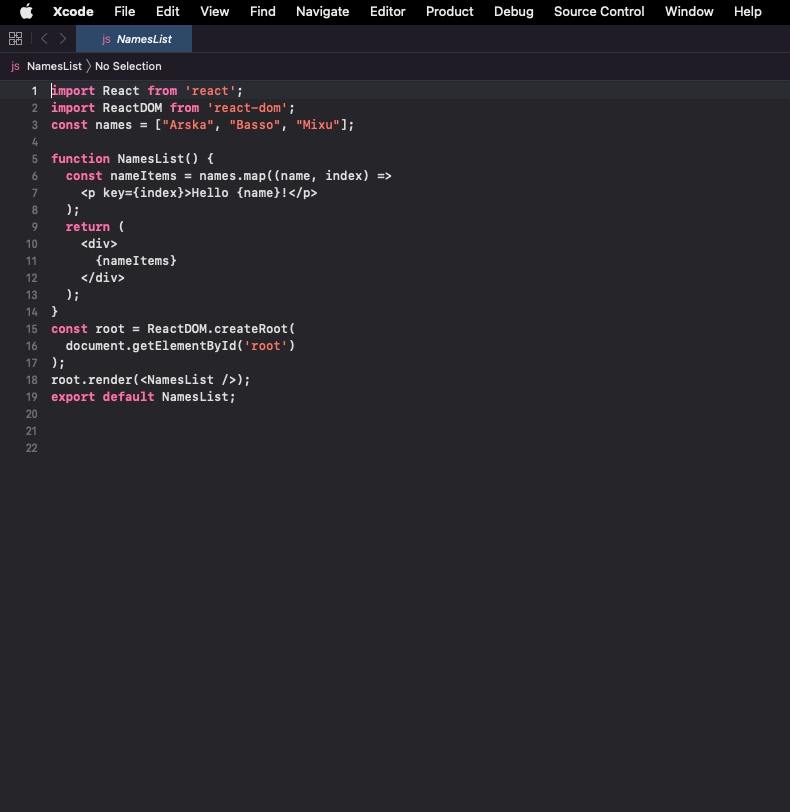 Xcode File Edit View Find Navigate Editor Product Debug Source Control Window Help
js NamesList
js NamesList 〉 No Selection
1 import React from 'react';
2 import ReactDOM from 'react-dom';
3 const names = ["Arska", "Basso", "Mixu"];
4
5 function NamesList() {
6   const nameItems = names.map((name, index) =>
7     <p key={index}>Hello {name}!</p>
8   );
9   return (
10     <div>
11       {nameItems}
12     </div>
13   );
14 }
15 const root = ReactDOM.createRoot(
16   document.getElementById('root')
17 );
18 root.render(<NamesList />);
19 export default NamesList;
20
21
22